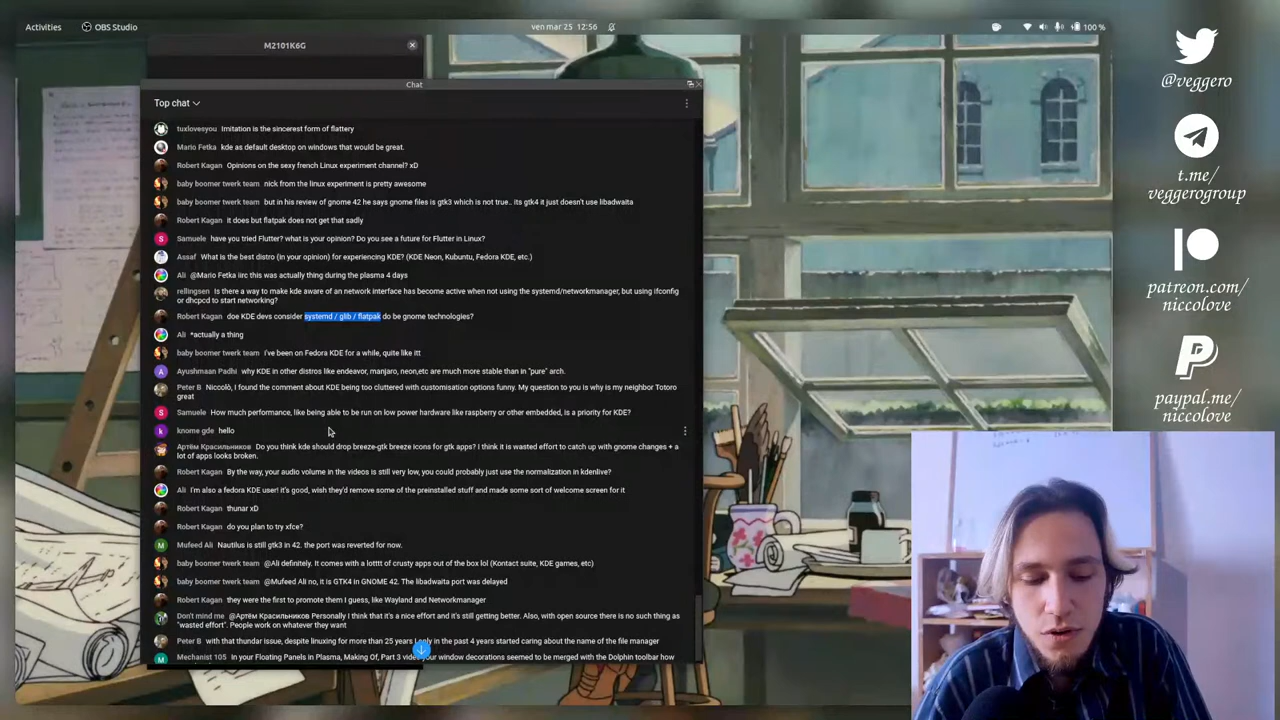 Activities
OBS Studio
ven mar 25 12:56
100 %
M2101K6G
Chat
Top chat
tuxlovesyou Imitation is the sincerest form of flattery
Mario Fetka kde as default desktop on windows that would be great.
Robert Kagan Opinions on the sexy french Linux experiment channel? xD
baby boomer twerk team nick from the linux experiment is pretty awesome
baby boomer twerk team but in his review of gnome 42 he says gnome files is gtk3 which is not true.. its gtk4 it just doesn't use libadwaita
Robert Kagan it does but flatpak does not get that sadly
S Samuele have you tried Flutter? what is your opinion? Do you see a future for Flutter in Linux?
Assaf What is the best distro (in your opinion) for experiencing KDE? (KDE Neon, Kubuntu, Fedora KDE, etc.)
Ali @Mario Fetka iirc this was actually thing during the plasma 4 days
rellingsen Is there a way to make kde aware of an network interface has become active when not using the systemd/networkmanager, but using ifconfig
or dhcpcd to start networking?
Robert Kagan doe KDE devs consider systemd / glib / flatpak do be gnome technologies?
Ali *actually a thing
baby boomer twerk team i've been on Fedora KDE for a while, quite like itt
A Ayushmaan Padhi why KDE in other distros like endeavor, manjaro, neon,etc are much more stable than in "pure" arch.
Peter B Niccolò, I found the comment about KDE being too cluttered with customisation options funny. My question to you is why is my neighbor Totoro
great
S Samuele How much performance, like being able to be run on low power hardware like raspberry or other embedded, is a priority for KDE?
k knome gde hello
Артём Красильников Do you think kde should drop breeze-gtk breeze icons for gtk apps? I think it is wasted effort to catch up with gnome changes + a
lot of apps looks broken.
Robert Kagan By the way, your audio volume in the videos is still very low, you could probably just use the normalization in kdenlive?
Ali I'm also a fedora KDE user! it's good, wish they'd remove some of the preinstalled stuff and made some sort of welcome screen for it
Robert Kagan thunar xD
Robert Kagan do you plan to try xfce?
M Mufeed Ali Nautilus is still gtk3 in 42. the port was reverted for now.
baby boomer twerk team @Ali definitely. It comes with a lotttt of crusty apps out of the box lol (Kontact suite, KDE games, etc)
baby boomer twerk team @Mufeed Ali no, it is GTK4 in GNOME 42. The libadwaita port was delayed
Robert Kagan they were the first to promote them I guess, like Wayland and Networkmanager
Don't mind me @Артём Красильников Personally I think that it's a nice effort and it's still getting better. Also, with open source there is no such thing as
"wasted effort". People work on whatever they want
Peter B with that thundar issue, despite linuxing for more than 25 years I only in the past 4 years started caring about the name of the file manager
M Mechanist 105 In your Floating Panels in Plasma, Making Of, Part 3 your window decorations seemed to be merged with the Dolphin toolbar how
@veggero
t.me/
veggerogroup
patreon.com/
niccolove
paypal.me/
niccolove